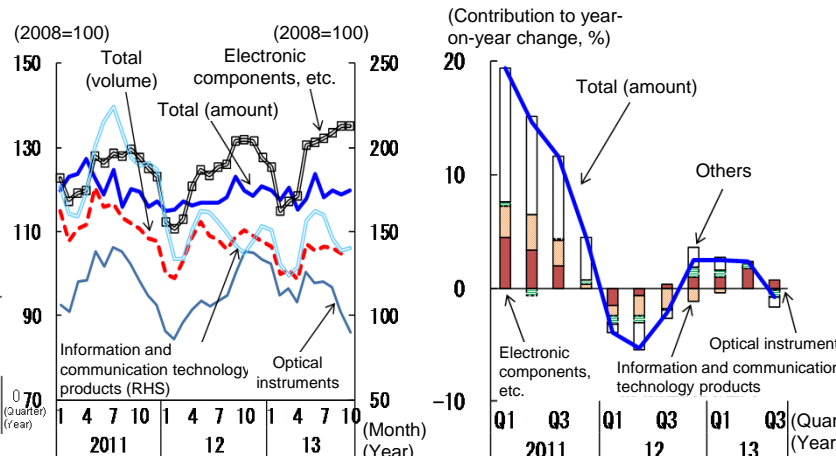 (2008=100)
(2008=100)
Total
(volume)
Electronic
components, etc.
Total (amount)
150
130
110
90
70
250
200
150
100
50
Information and
communication technology
products (RHS)
Optical
instruments
0
(Quarter)
(Year)
1 4 7 10 1 4 7 10 1 4 7 10
(Month)
2011 12 13
(Year)
(Contribution to year-
on-year change, %)
20
10
0
−10
Total (amount)
Others
Electronic
components,
etc.
Optical instrument
Information and communication
technology products
Q1 Q3 Q1 Q3 Q1 Q3
(Quar
2011 12 13
(Year